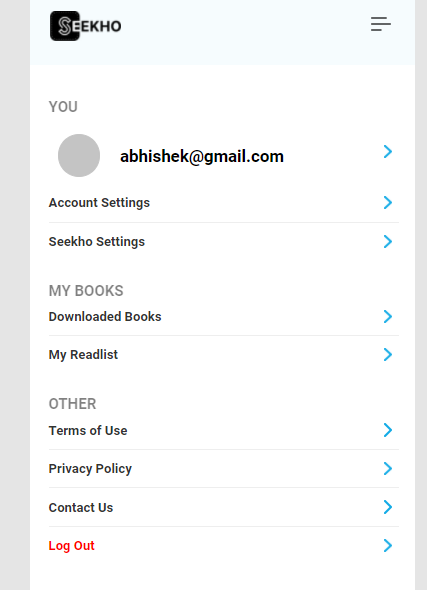 SEEKHO
YOU
abhishek@gmail.com
Account Settings
Seekho Settings
MY BOOKS
Downloaded Books
My Readlist
OTHER
Terms of Use
Privacy Policy
Contact Us
Log Out